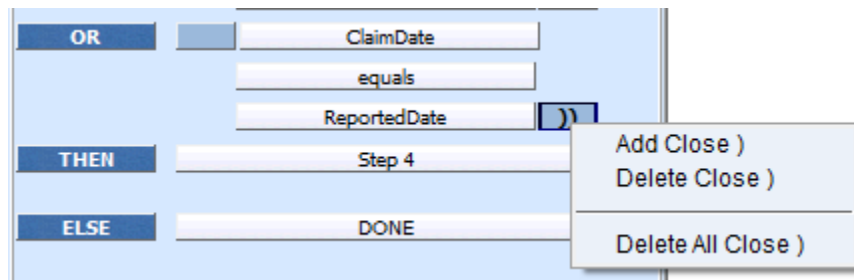 OR ClaimDate
equals
ReportedDate ))
Add Close )
THEN Step 4
Delete Close )
ELSE DONE
Delete All Close )